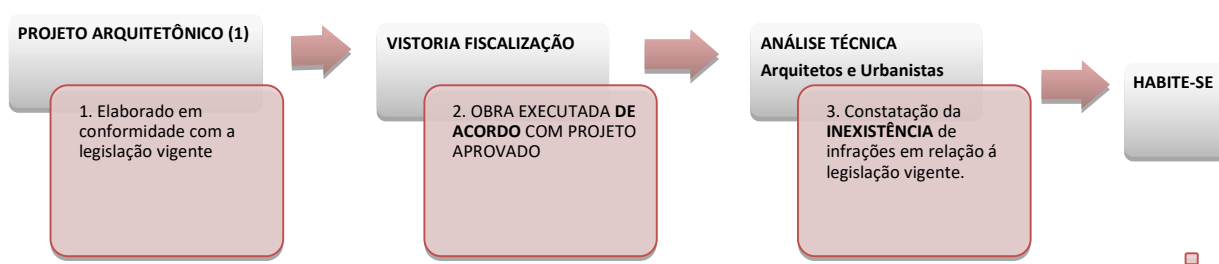 PROJETO ARQUITETÔNICO (1)
1. Elaborado em
conformidade com a
legislação vigente
VISTORIA FISCALIZAÇÃO
2. OBRA EXECUTADA DE
ACORDO COM PROJETO
APROVADO
ANÁLISE TÉCNICA
Arquitetos e Urbanistas
3. Constatação da
INEXISTÊNCIA de
infrações em relação á
legislação vigente.
HABITE-SE